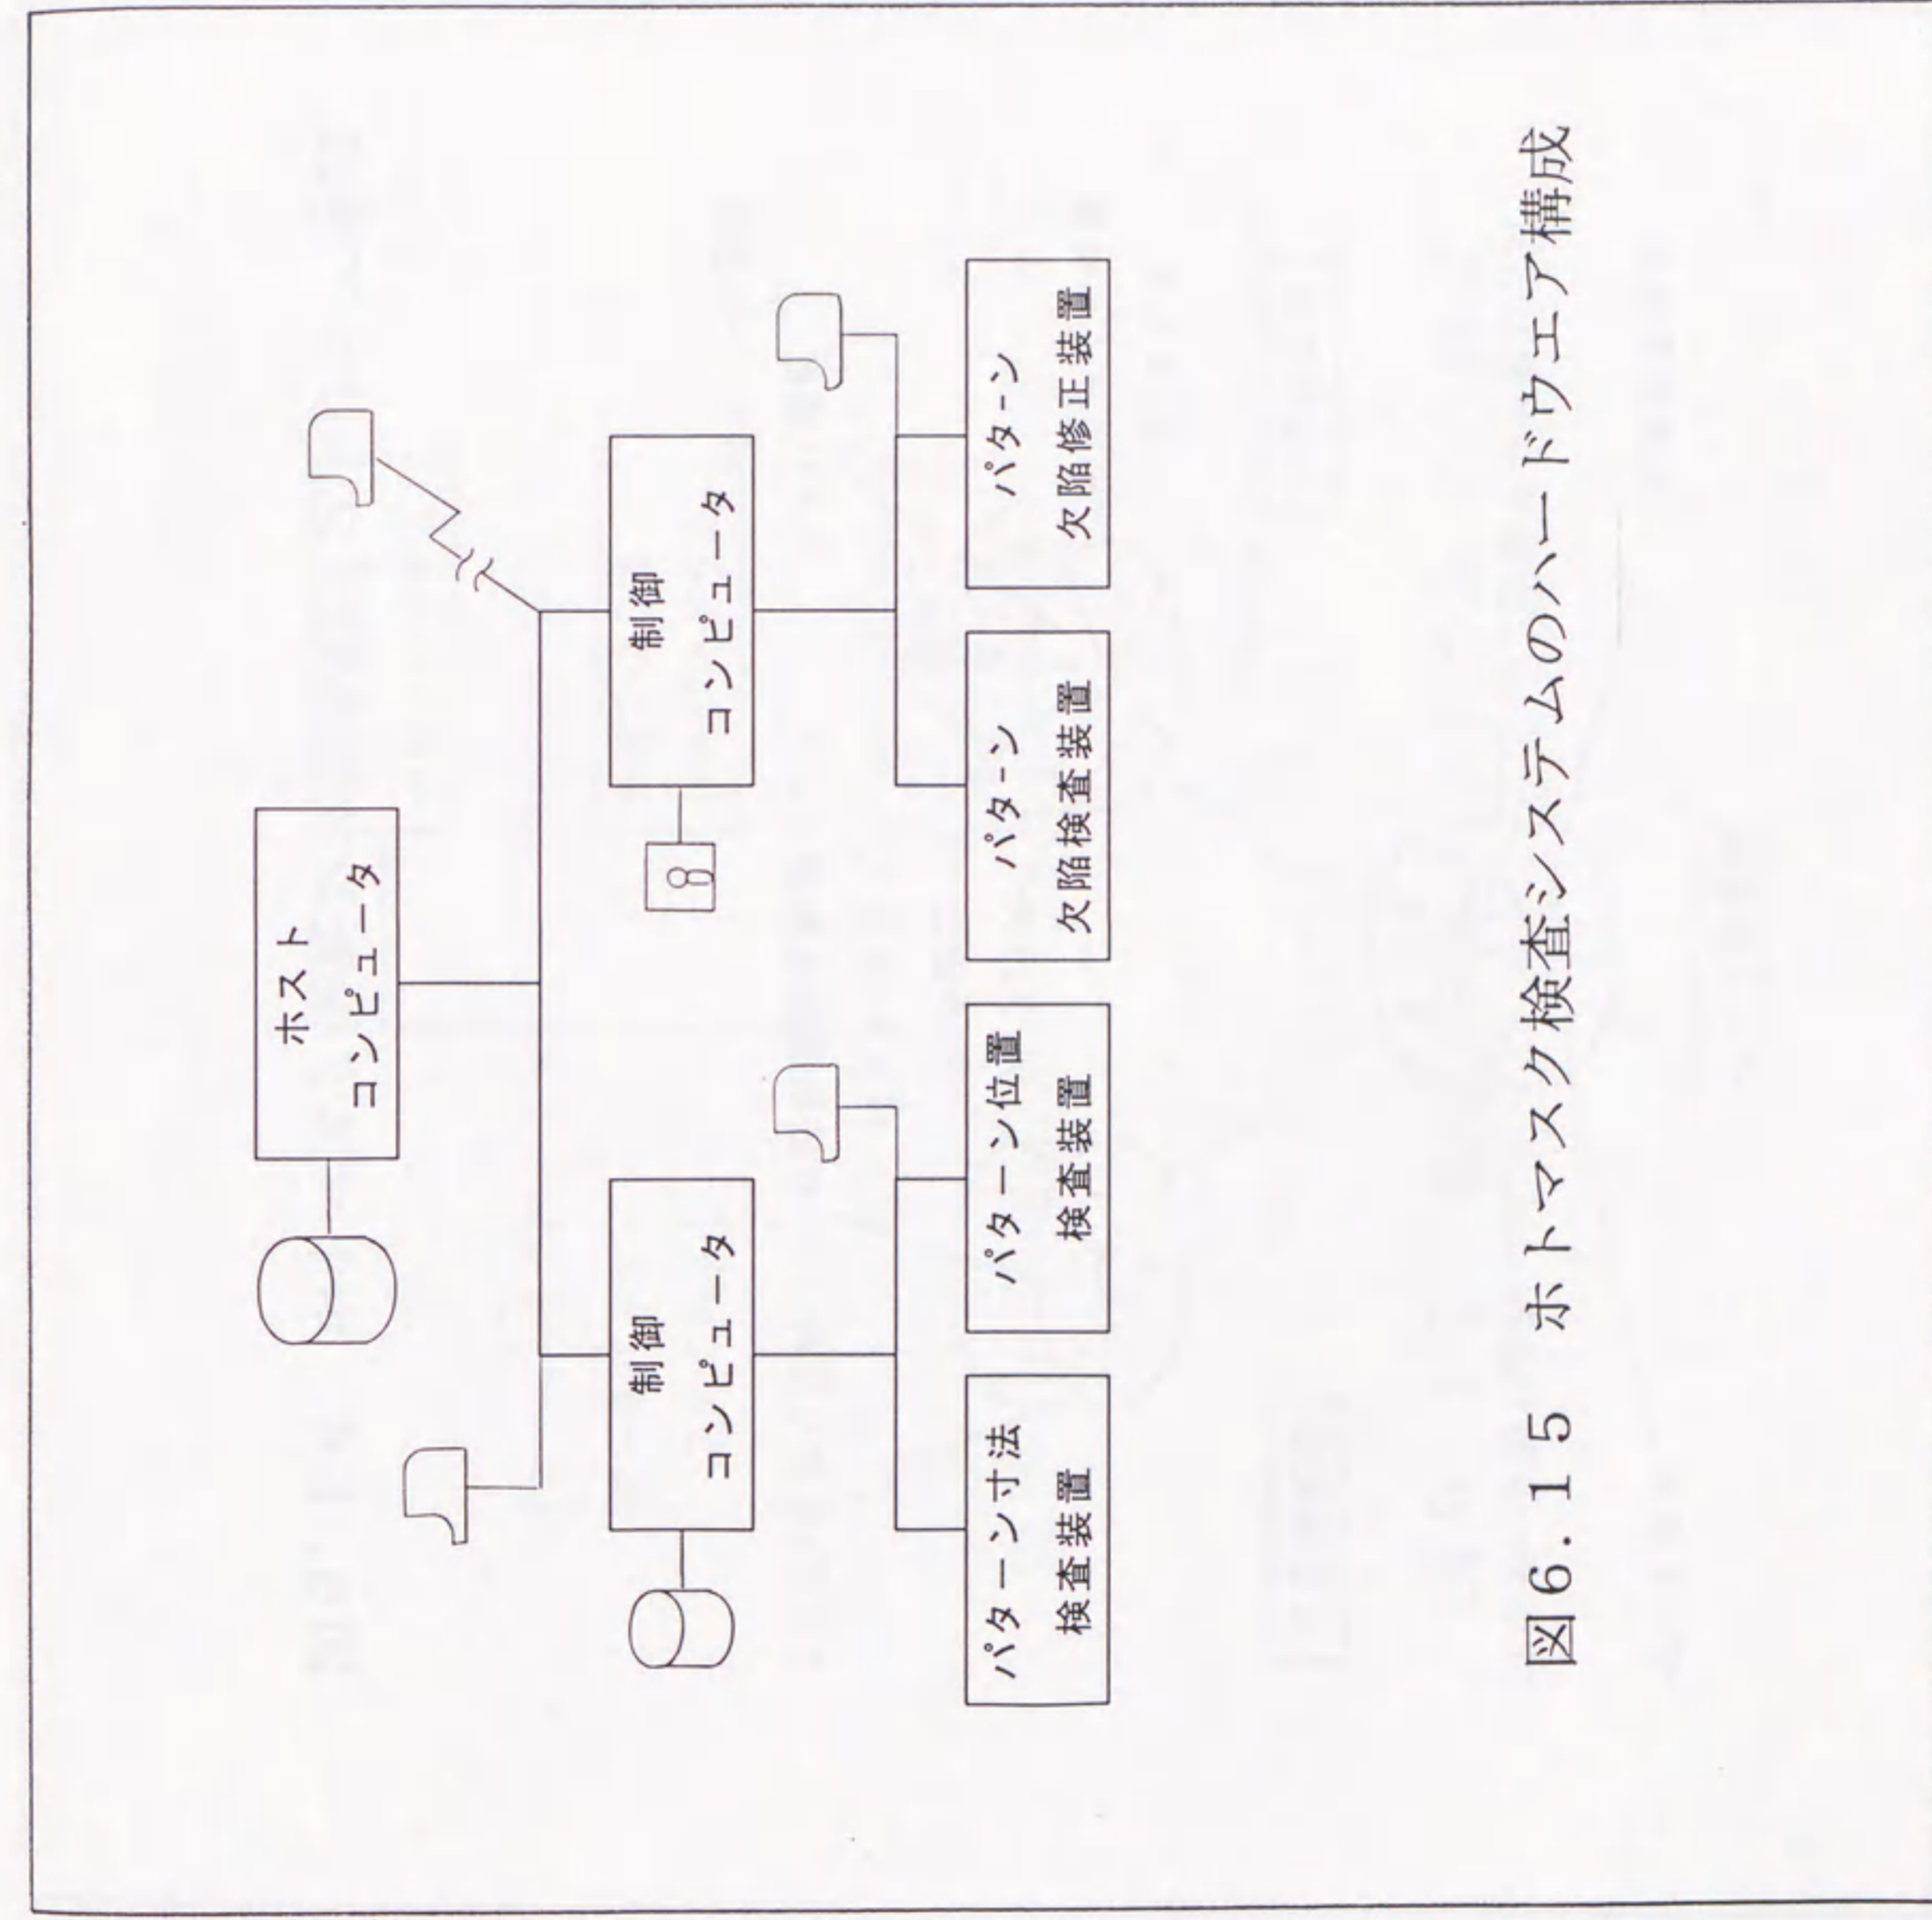 ホスト
コンピュータ
制御
コンピュータ
制御
コンピュータ
パターン寸法
検査装置
パターン位置
検査装置
パターン
欠陥検査装置
パターン
欠陥修正装置
図6.15 ホトマスク検査システムのハードウエア構成